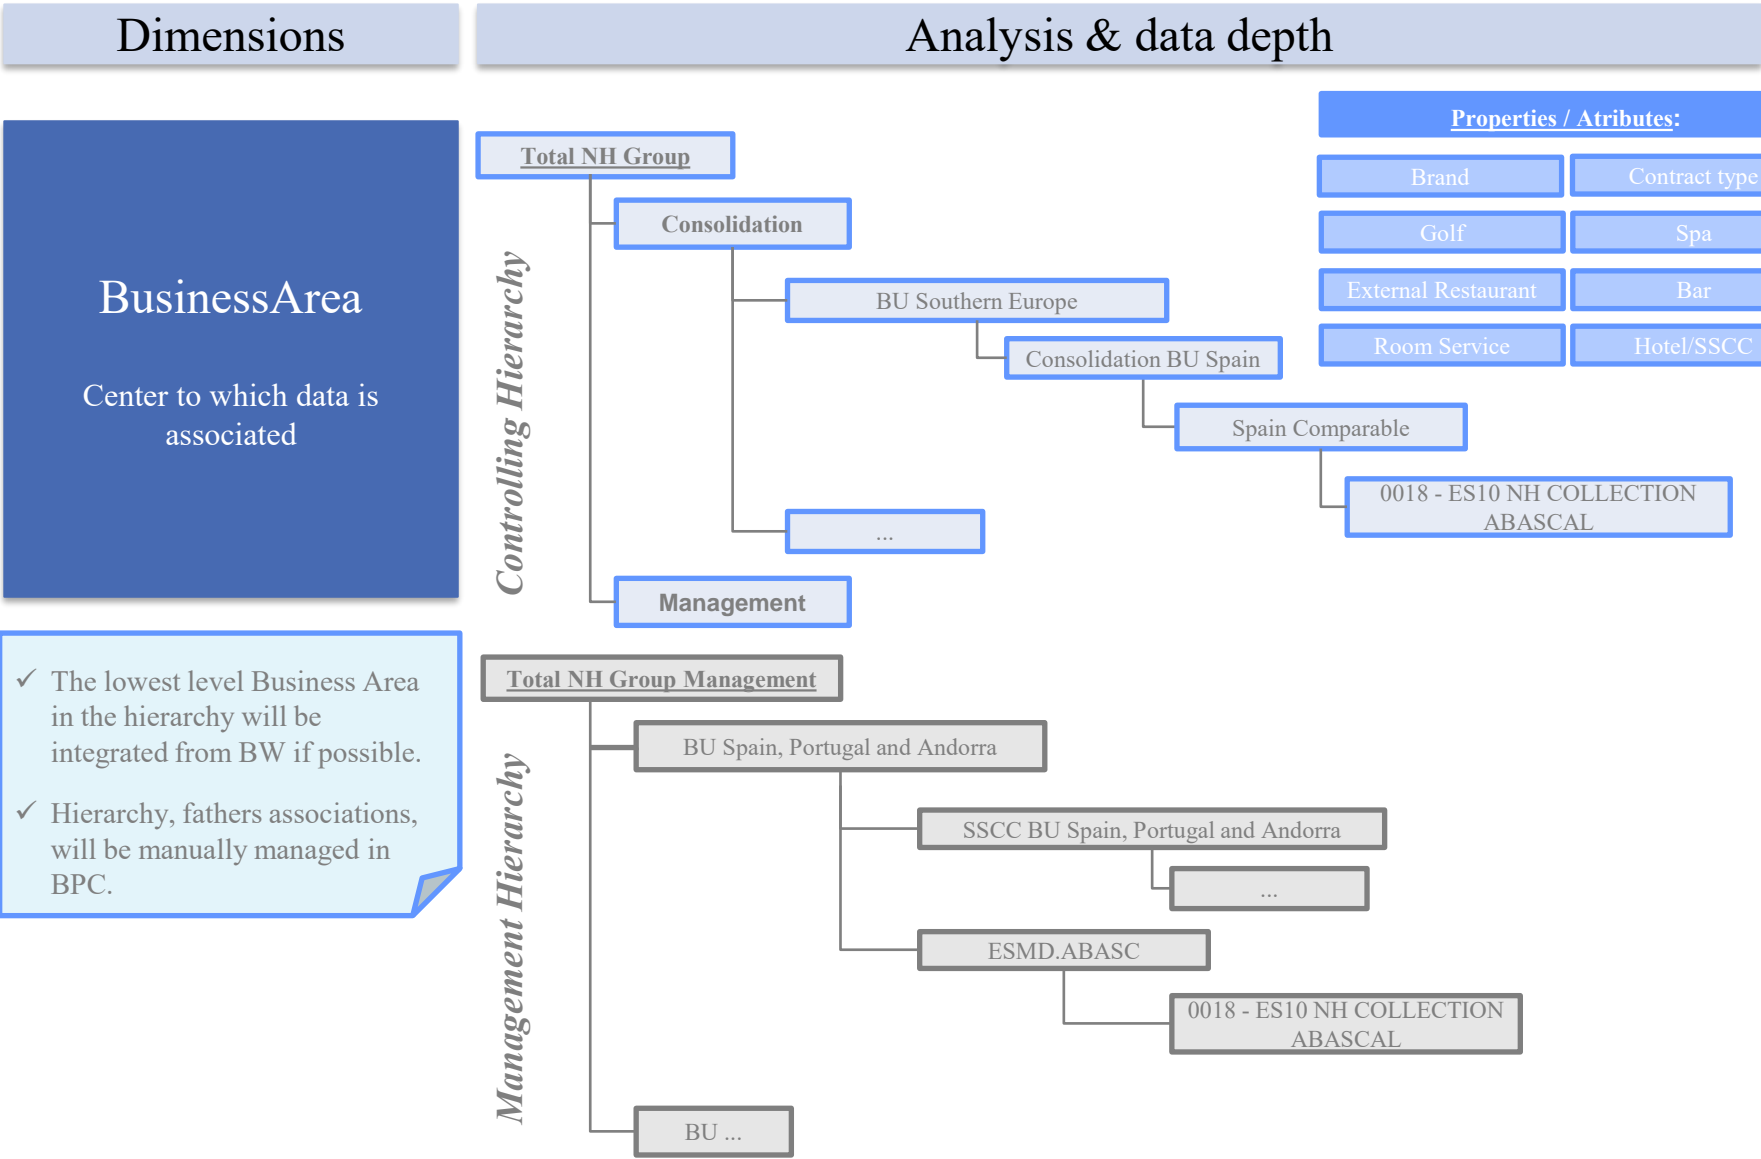 Dimensions
Analysis & data depth
BusinessArea
Center to which data is
associated
✓ The lowest level Business Area
in the hierarchy will be
integrated from BW if possible.
✓ Hierarchy, fathers associations,
will be manually managed in
BPC.
Controlling Hierarchy
Total NH Group
Consolidation
BU Southern Europe
Consolidation BU Spain
Spain Comparable
0018 - ES10 NH COLLECTION
ABASCAL
...
Management
Properties / Atributes:
Brand
Contract type
Golf
Spa
External Restaurant
Bar
Room Service
Hotel/SSCC
Management Hierarchy
Total NH Group Management
BU Spain, Portugal and Andorra
SSCC BU Spain, Portugal and Andorra
...
ESMD.ABASC
0018 - ES10 NH COLLECTION
ABASCAL
BU ...